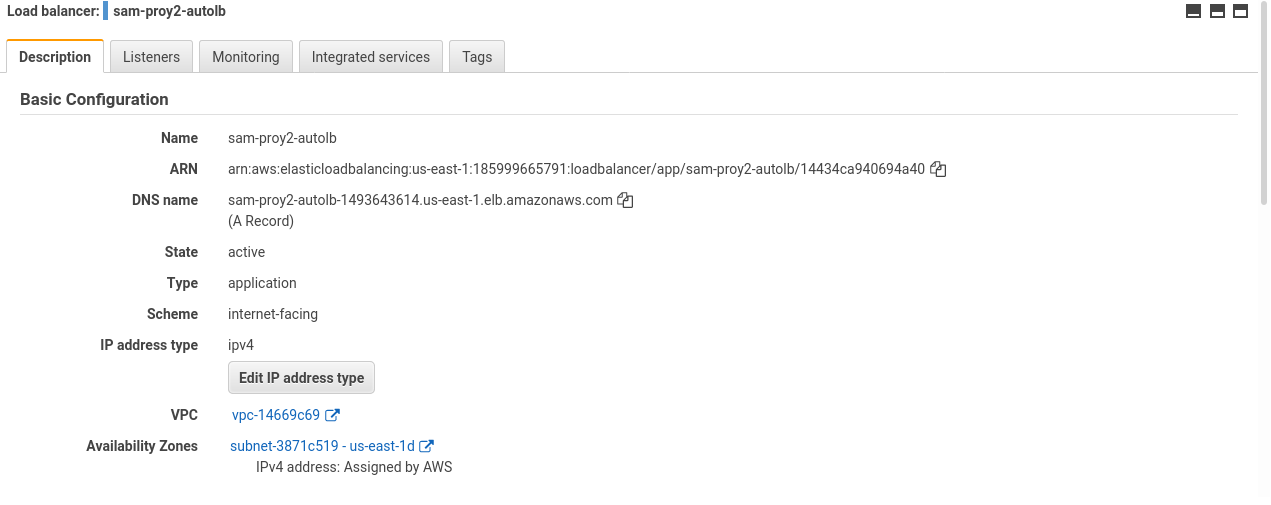 Load balancer: sam-proy2-autolb
Description Listeners Monitoring Integrated services Tags
Basic Configuration
Name sam-proy2-autolb
ARN arn:aws:elasticloadbalancing:us-east-1:185999665791:loadbalancer/app/sam-proy2-autolb/14434ca940694a40
DNS name sam-proy2-autolb-1493643614.us-east-1.elb.amazonaws.com
(A Record)
State active
Type application
Scheme internet-facing
IP address type ipv4
Edit IP address type
VPC vpc-14669c69
Availability Zones subnet-3871c519 - us-east-1d
IPv4 address: Assigned by AWS